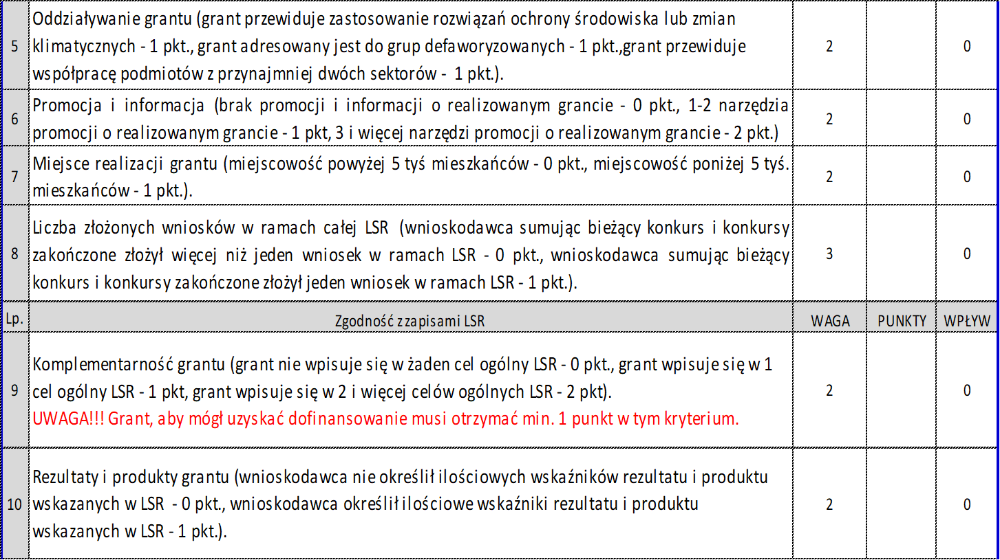 5 Oddziaływanie grantu (grant przewiduje zastosowanie rozwiązań ochrony środowiska lub zmian
klimatycznych - 1 pkt., grant adresowany jest do grup defaworyzowanych - 1 pkt.,grant przewiduje
współpracę podmiotów z przynajmniej dwóch sektorów - 1 pkt.). 2 0
6 Promocja i informacja (brak promocji i informacji o realizowanym grancie - 0 pkt., 1-2 narzędzia
promocji o realizowanym grancie - 1 pkt, 3 i więcej narzędzi promocji o realizowanym grancie - 2 pkt.) 2 0
7 Miejsce realizacji grantu (miejscowość powyżej 5 tyś mieszkańców - 0 pkt., miejscowość poniżej 5 tyś.
mieszkańców - 1 pkt.). 2 0
8 Liczba złożonych wniosków w ramach całej LSR (wnioskodawca sumując bieżący konkurs i konkursy
zakończone złożył więcej niż jeden wniosek w ramach LSR - 0 pkt., wnioskodawca sumując bieżący
konkurs i konkursy zakończone złożył jeden wniosek w ramach LSR - 1 pkt.). 3 0
Lp. Zgodność z zapisami LSR WAGA PUNKTY WPŁYW
9 Komplementarność grantu (grant nie wpisuje się w żaden cel ogólny LSR - 0 pkt., grant wpisuje się w 1
cel ogólny LSR - 1 pkt, grant wpisuje się w 2 i więcej celów ogólnych LSR - 2 pkt).
UWAGA!!! Grant, aby mógł uzyskać dofinansowanie musi otrzymać min. 1 punkt w tym kryterium. 2 0
10 Rezultaty i produkty grantu (wnioskodawca nie określił ilościowych wskaźników rezultatu i produktu
wskazanych w LSR - 0 pkt., wnioskodawca określił ilościowe wskaźniki rezultatu i produktu
wskazanych w LSR - 1 pkt.). 2 0